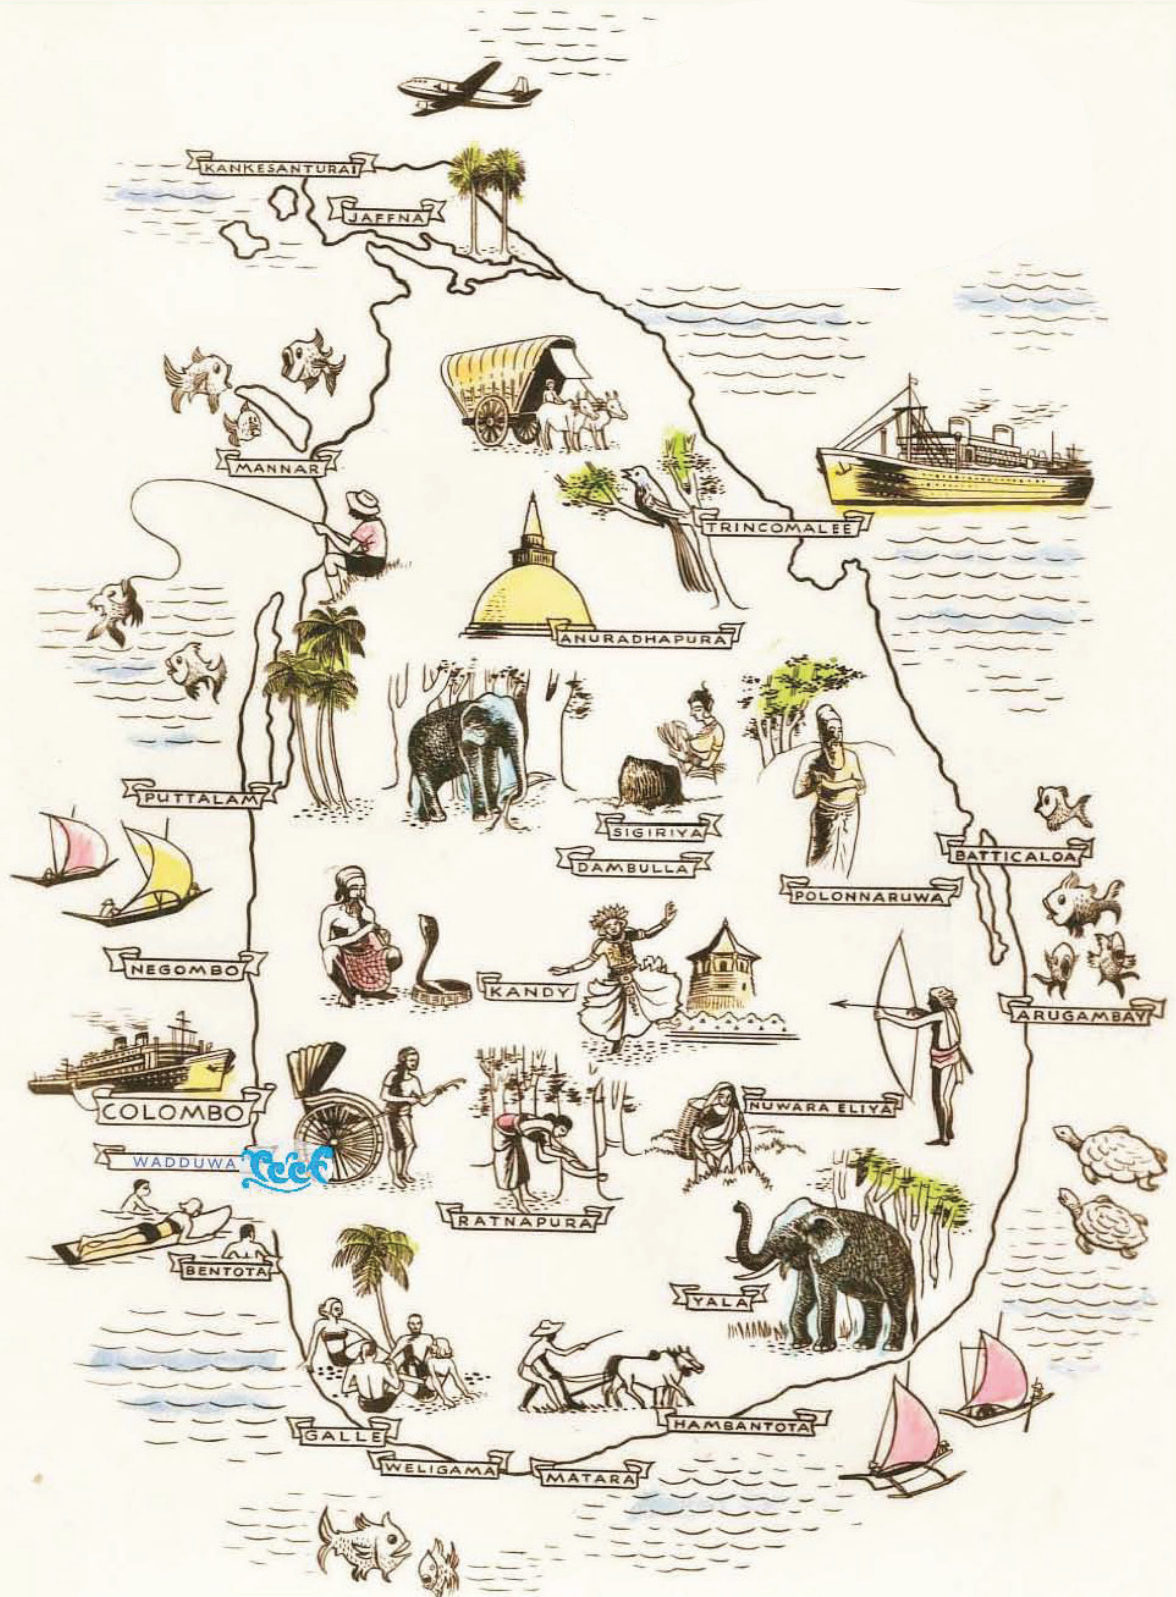 KANKESANTURAI
JAFFNA
MANNAR
TRINCOMALEE
ANURADHAPURA
PUTTALAM
SIGIRIYA
DAMBULLA
BATTICALOA
POLONNARUWA
NEGOMBO
KANDY
ARUGAMBAY
COLOMBO
NUWARA ELIYA
WADDUWA reef
RATNAPURA
BENTOTA
YALA
HAMBANTOTA
GALLE
WELIGAMA
MATARA